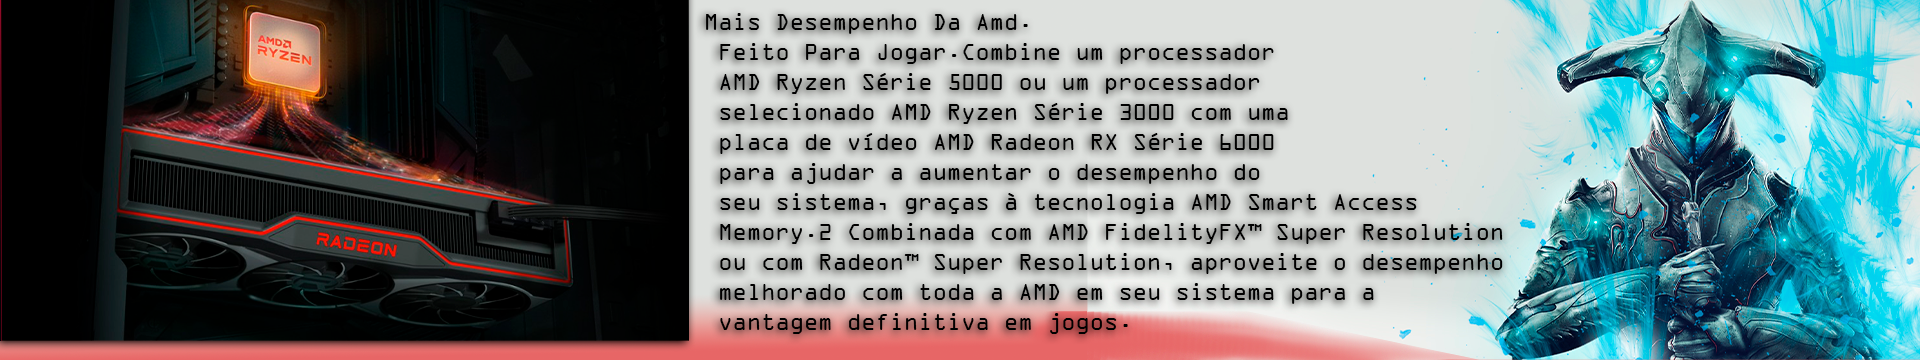 AMD
RYZEN
RADEON
Mais Desempenho Da Amd.
Feito Para Jogar.Combine um processador
AMD Ryzen Série 5000 ou um processador
selecionado AMD Ryzen Série 3000 com uma
placa de vídeo AMD Radeon RX Série 6000
para ajudar a aumentar o desempenho do
seu sistema, graças à tecnologia AMD Smart Access
Memory.2 Combinada com AMD FidelityFX™ Super Resolution
ou com Radeon™ Super Resolution, aproveite o desempenho
melhorado com toda a AMD em seu sistema para a
vantagem definitiva em jogos.